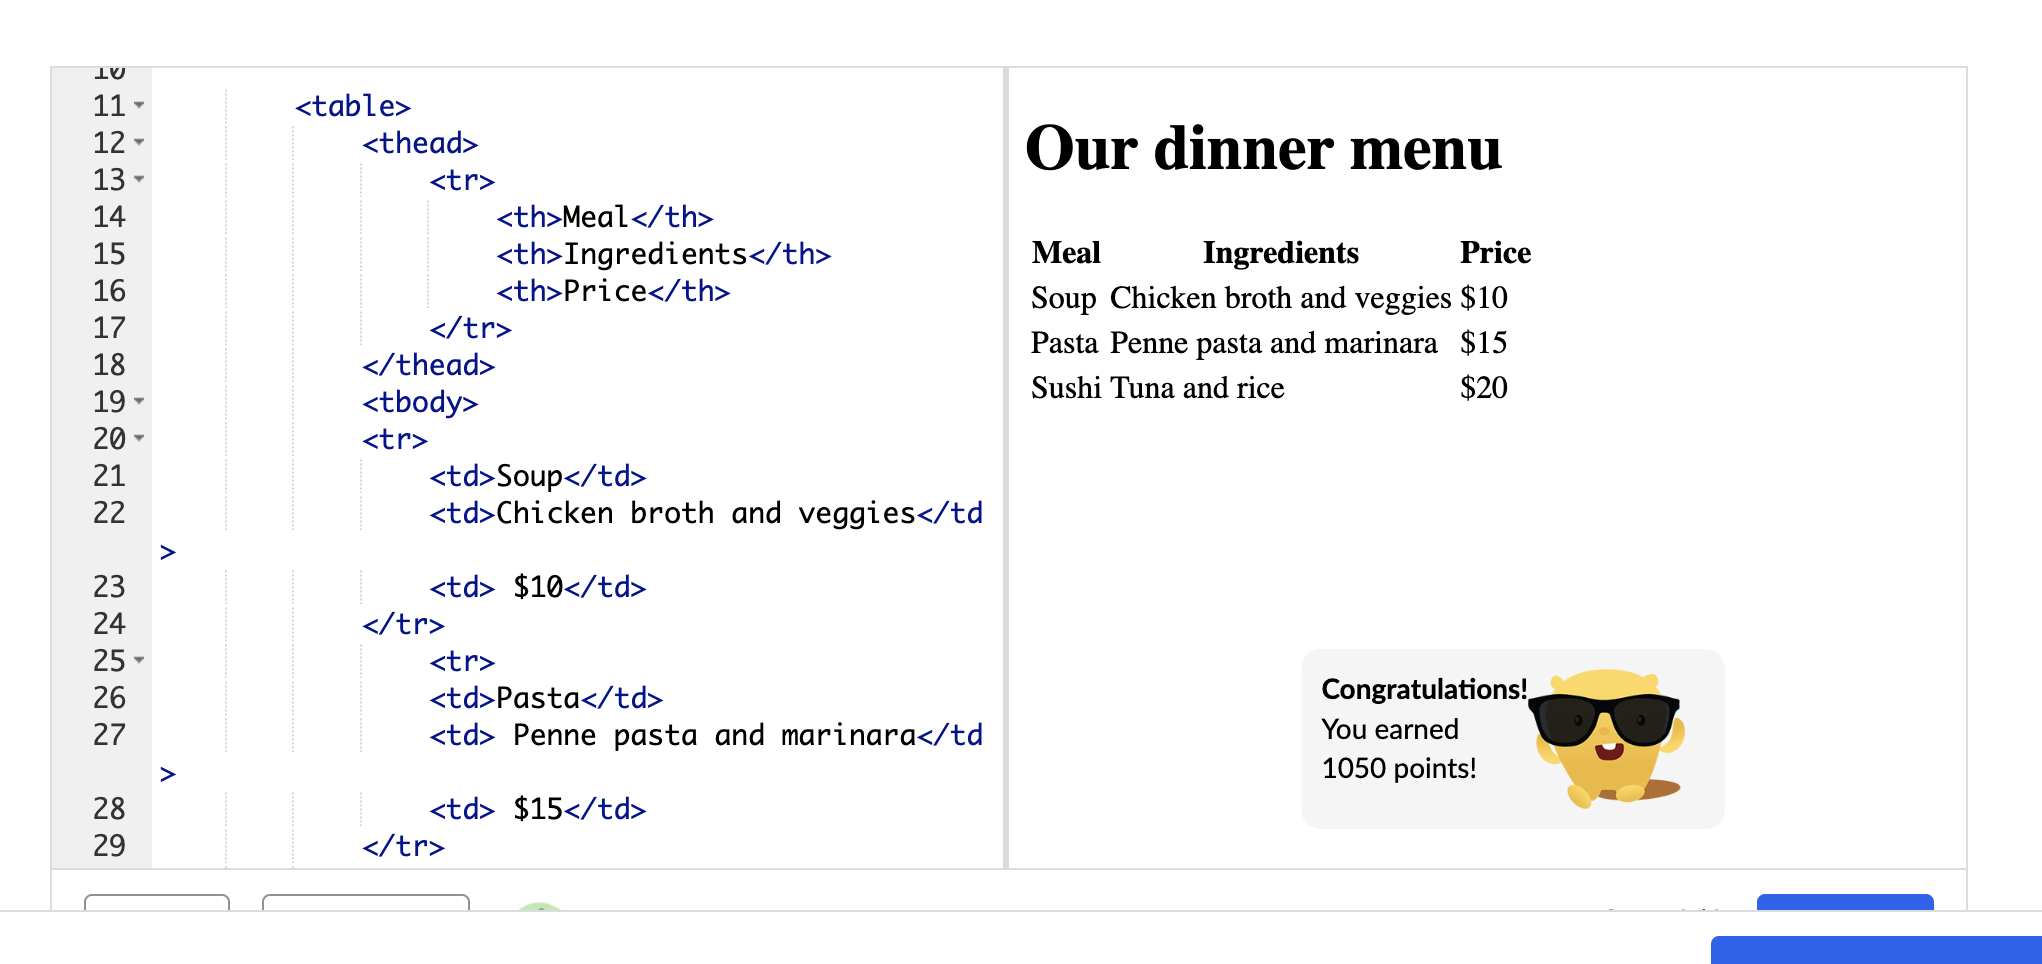 10
11 <table>
12 <thead>
13 <tr>
14 <th>Meal</th>
15 <th>Ingredients</th>
16 <th>Price</th>
17 </tr>
18 </thead>
19 <tbody>
20 <tr>
21 <td>Soup</td>
22 <td>Chicken broth and veggies</td
>
23 <td> $10</td>
24 </tr>
25 <tr>
26 <td>Pasta</td>
27 <td> Penne pasta and marinara</td
>
28 <td> $15</td>
29 </tr>
Our dinner menu
Meal Ingredients Price
Soup Chicken broth and veggies $10
Pasta Penne pasta and marinara $15
Sushi Tuna and rice $20
Congratulations!
You earned
1050 points!